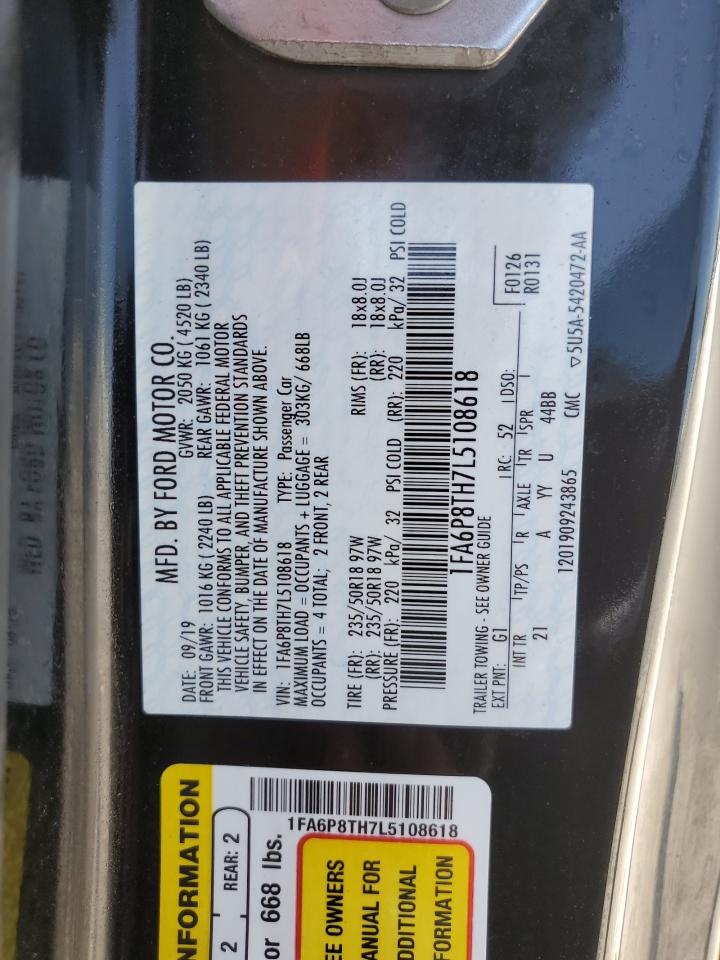 MFD. BY FORD MOTOR CO.
DATE: 09/19 GVWR: 2050 KG ( 4520 LB)
FRONT GAWR: 1016 KG ( 2240 LB) REAR GAWR: 1061 KG ( 2340 LB)
THIS VEHICLE CONFORMS TO ALL APPLICABLE FEDERAL MOTOR
VEHICLE SAFETY, BUMPER, AND THEFT PREVENTION STANDARDS
IN EFFECT ON THE DATE OF MANUFACTURE SHOWN ABOVE.
VIN: 1FA6P8TH7L5108618 TYPE: Passenger Car
MAXIMUM LOAD = OCCUPANTS + LUGGAGE = 303KG/ 668LB
OCCUPANTS = 4 TOTAL; 2 FRONT, 2 REAR
TIRE (FR): 235/50R18 97W RIMS (FR): 18x8.0J
(RR): 235/50R18 97W (RR): 18x8.0J
PRESSURE (FR): 220 kPa/ 32 PSI COLD (RR): 220 kPa/ 32 PSI COLD
1FA6P8TH7L5108618
TRAILER TOWING - SEE OWNER GUIDE F0126
EXT PNT: G1 RC: 52 DSO: R0131
INT TR TP/PS R AXLE TR SPR
21 A YY U 44BB
1201909243865 CMC ▽5U5A-5420472-AA
NFORMATION
2 REAR: 2
or 668 lbs.
1FA6P8TH7L5108618
EE OWNERS
ANUAL FOR
DDITIONAL
FORMATION